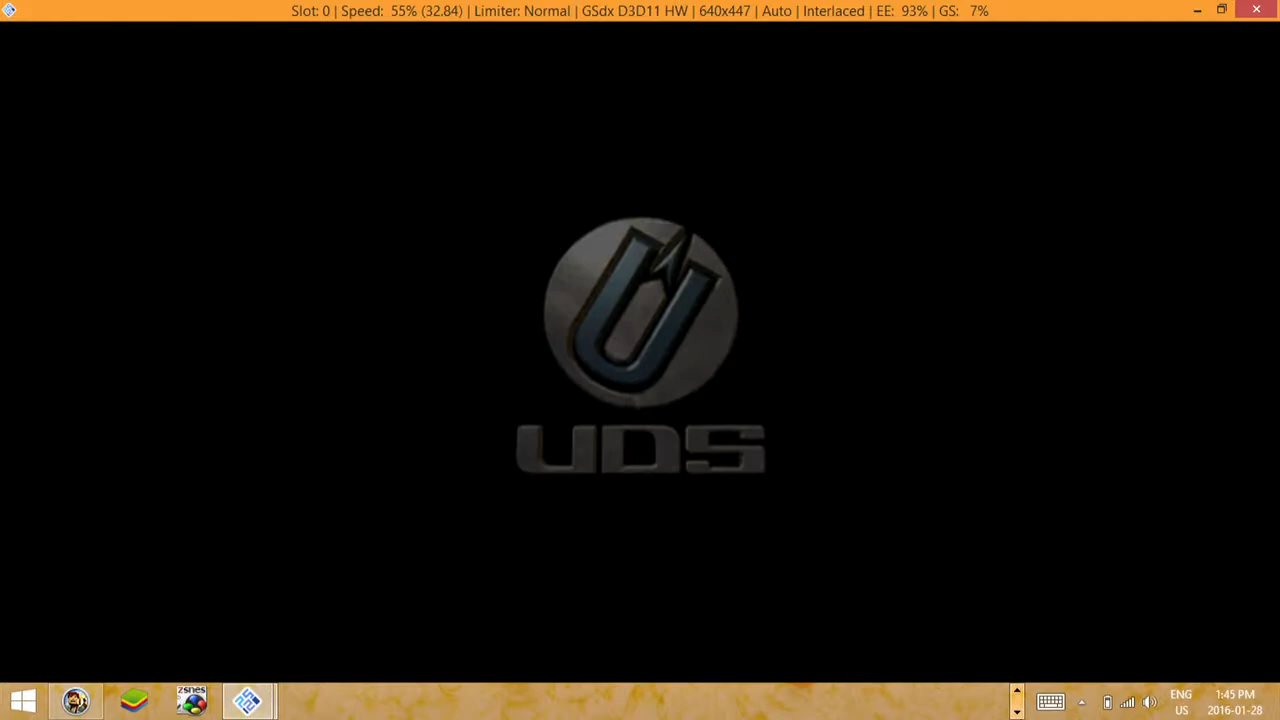 Slot: 0 | Speed: 55% (32.84) | Limiter: Normal | GSdx D3D11 HW | 640x447 | Auto | Interlaced | EE: 93% | GS: 7%
UDS
zsnes
ENG
US
1:45 PM
2016-01-28